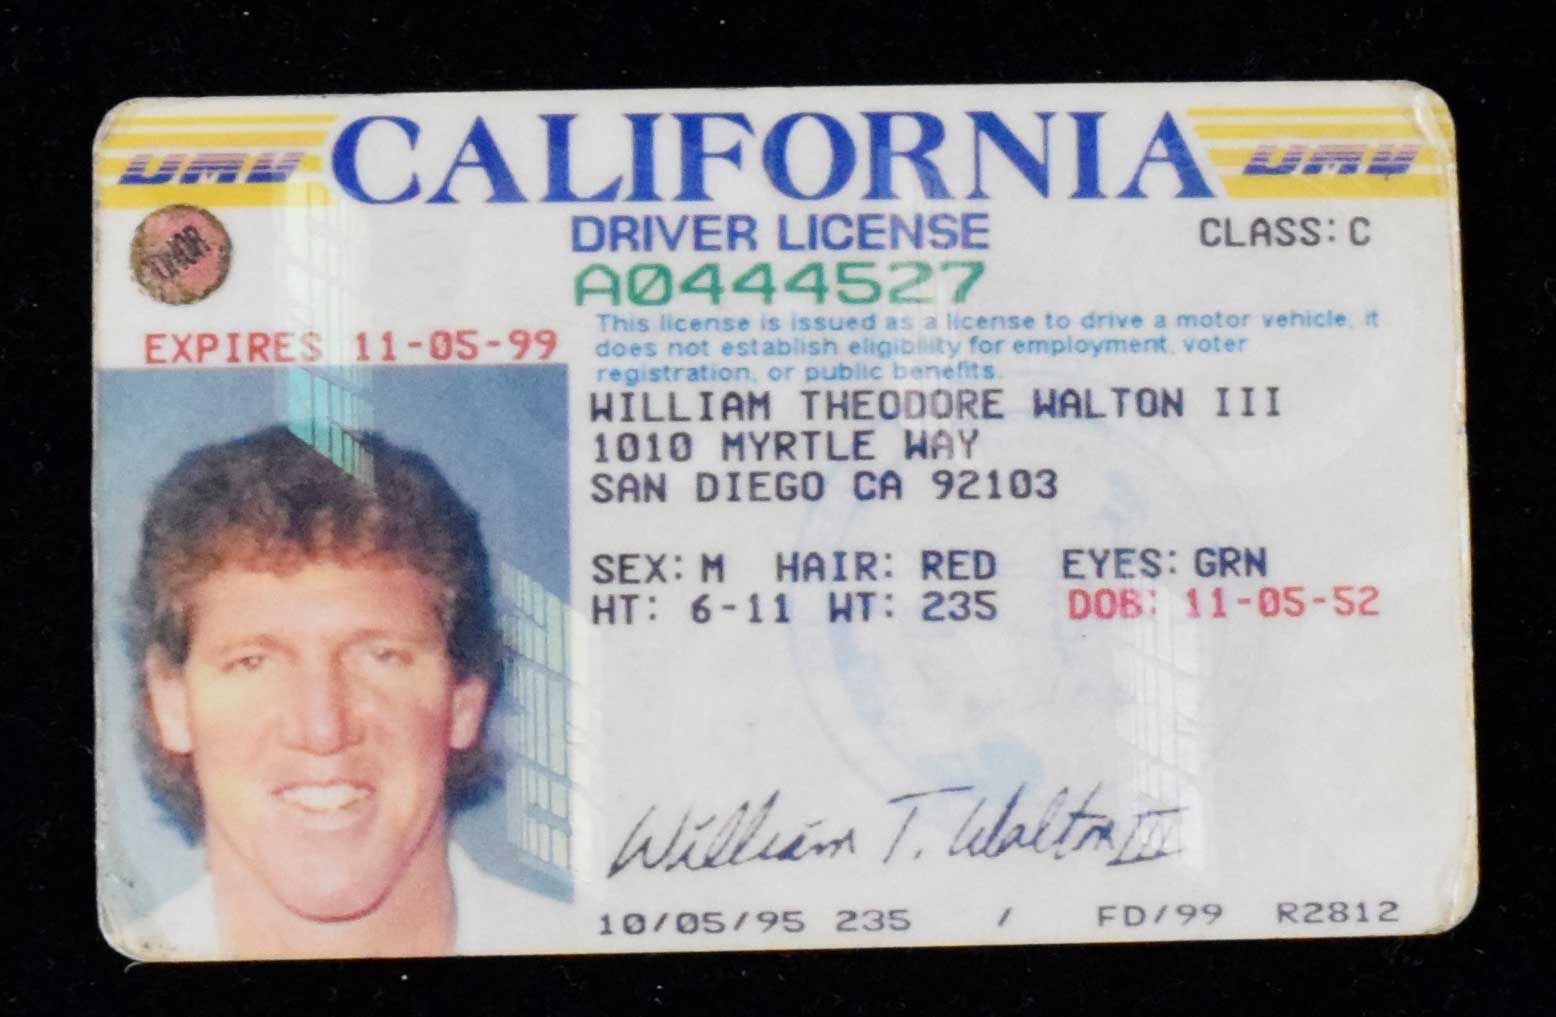 DMV CALIFORNIA DMV
DRIVER LICENSE
CLASS: C
DONOR
A0444527
EXPIRES 11-05-99
This license is issued as a license to drive a motor vehicle, it
does not establish eligibility for employment, voter
registration, or public benefits.
WILLIAM THEODORE WALTON III
1010 MYRTLE WAY
SAN DIEGO CA 92103
SEX: M HAIR: RED EYES: GRN
HT: 6-11 WT: 235 DOB: 11-05-52
William T. Walton III
10/05/95 235 / FD/99 R2812